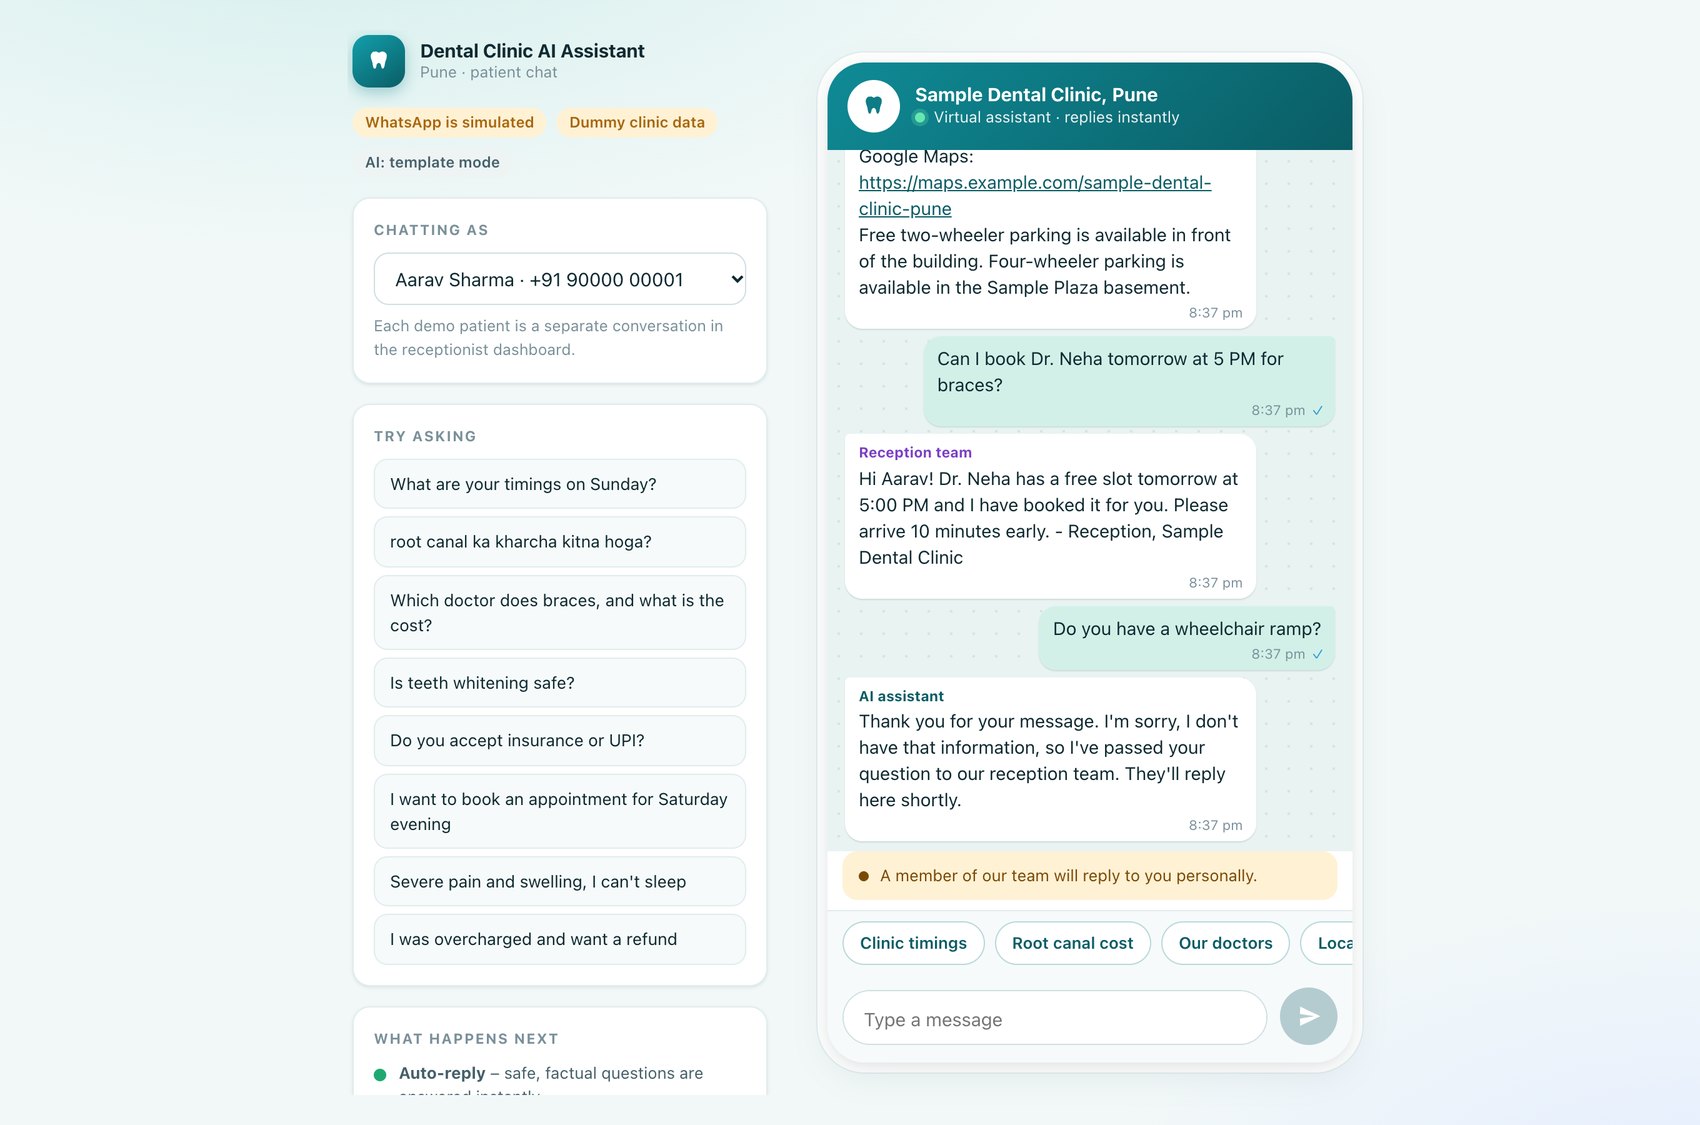 Dental Clinic AI Assistant
Pune · patient chat
WhatsApp is simulated
Dummy clinic data
AI: template mode
CHATTING AS
Aarav Sharma · +91 90000 00001
Each demo patient is a separate conversation in
the receptionist dashboard.
TRY ASKING
What are your timings on Sunday?
root canal ka kharcha kitna hoga?
Which doctor does braces, and what is the
cost?
Is teeth whitening safe?
Do you accept insurance or UPI?
I want to book an appointment for Saturday
evening
Severe pain and swelling, I can't sleep
I was overcharged and want a refund
WHAT HAPPENS NEXT
Auto-reply – safe, factual questions are
answered instantly
Sample Dental Clinic, Pune
Virtual assistant · replies instantly
Google Maps:
https://maps.example.com/sample-dental-
clinic-pune
Free two-wheeler parking is available in front
of the building. Four-wheeler parking is
available in the Sample Plaza basement.
8:37 pm
Can I book Dr. Neha tomorrow at 5 PM for
braces?
8:37 pm ✓
Reception team
Hi Aarav! Dr. Neha has a free slot tomorrow at
5:00 PM and I have booked it for you. Please
arrive 10 minutes early. - Reception, Sample
Dental Clinic
8:37 pm
Do you have a wheelchair ramp?
8:37 pm ✓
AI assistant
Thank you for your message. I'm sorry, I don't
have that information, so I've passed your
question to our reception team. They'll reply
here shortly.
8:37 pm
A member of our team will reply to you personally.
Clinic timings
Root canal cost
Our doctors
Loca
Type a message